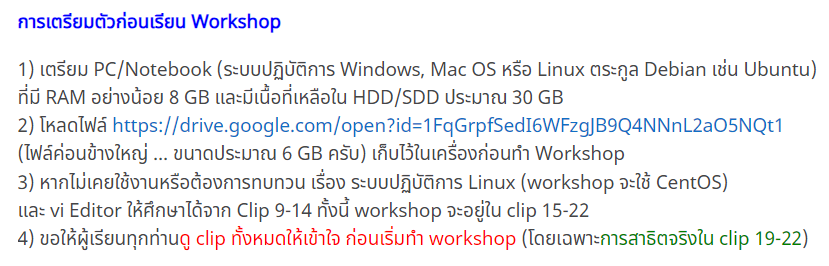 การเตรียมตัวก่อนเรียน Workshop
1) เตรียม PC/Notebook (ระบบปฏิบัติการ Windows, Mac OS หรือ Linux ตระกูล Debian เช่น Ubuntu)
ที่มี RAM อย่างน้อย 8 GB และมีเนื้อที่เหลือใน HDD/SDD ประมาณ 30 GB
2) โหลดไฟล์ https://drive.google.com/open?id=1FqGrpfSedI6WFzgJB9Q4NNnL2aO5NQt1
(ไฟล์ค่อนข้างใหญ่ ... ขนาดประมาณ 6 GB ครับ) เก็บไว้ในเครื่องก่อนทำ Workshop
3) หากไม่เคยใช้งานหรือต้องการทบทวน เรื่อง ระบบปฏิบัติการ Linux (workshop จะใช้ CentOS)
และ vi Editor ให้ศึกษาได้จาก Clip 9-14 ทั้งนี้ workshop จะอยู่ใน clip 15-22
4) ขอให้ผู้เรียนทุกท่านดู clip ทั้งหมดให้เข้าใจ ก่อนเริ่มทำ workshop (โดยเฉพาะการสาธิตจริงใน clip 19-22)